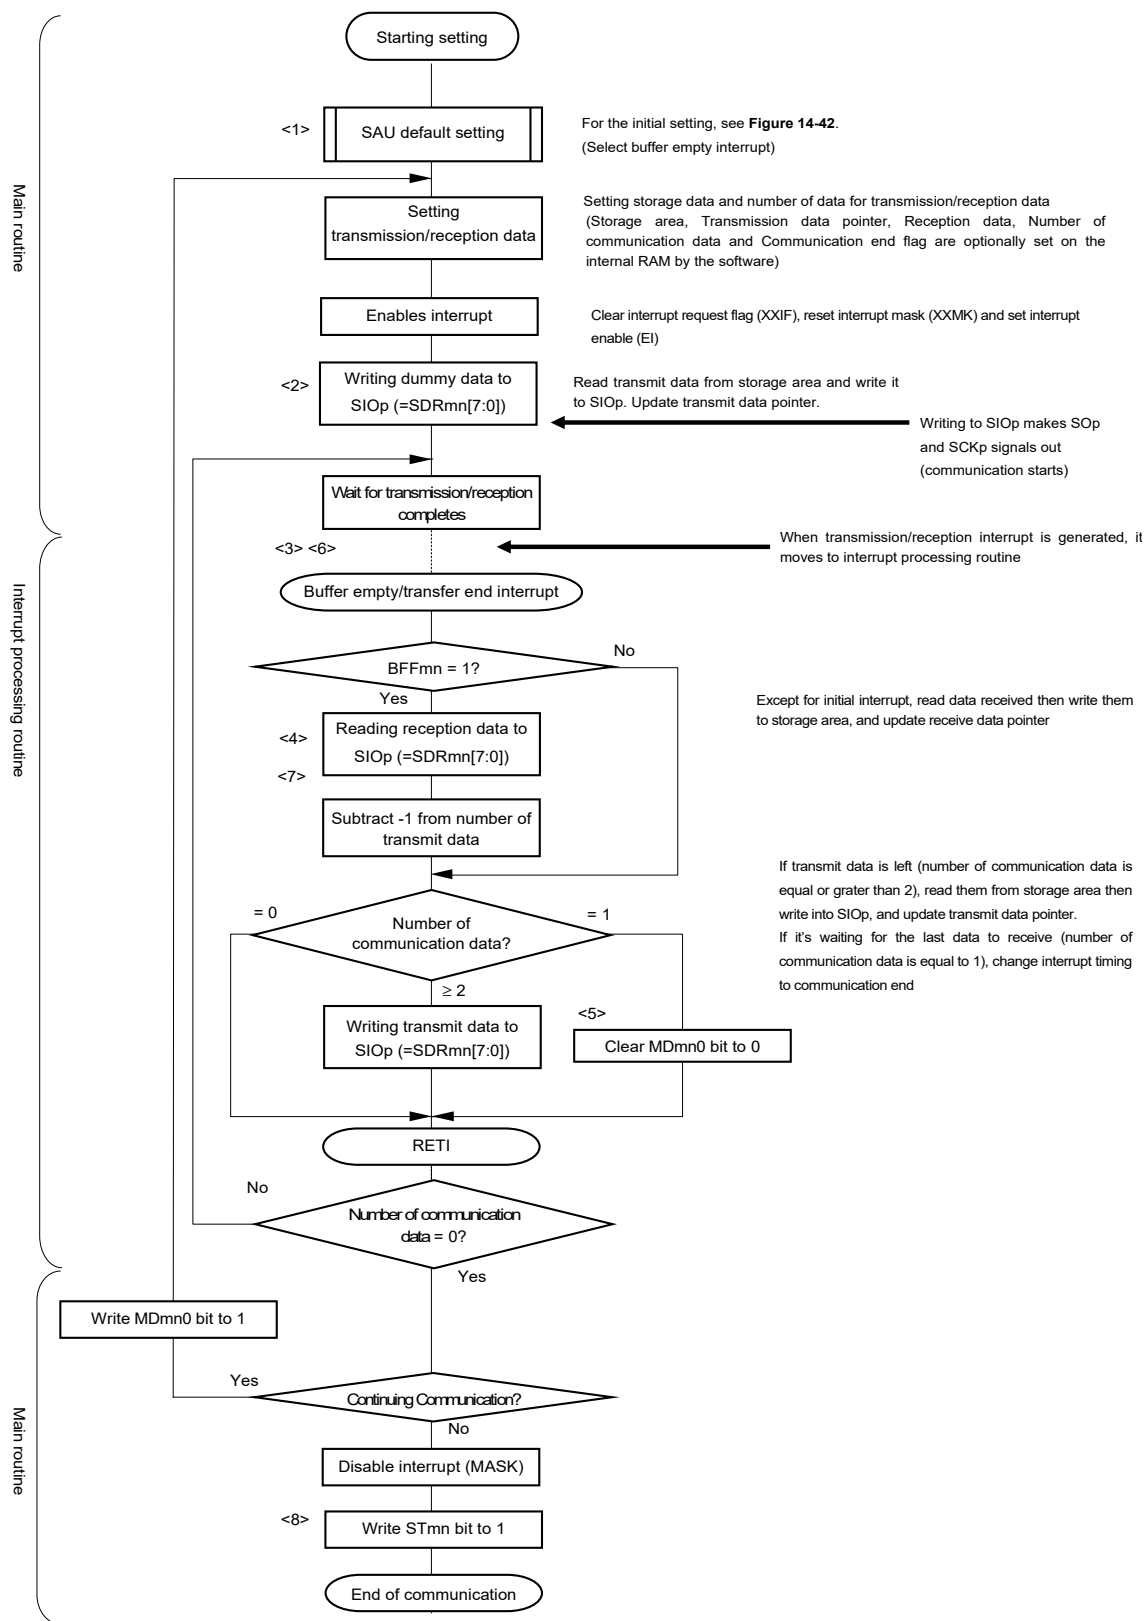 Starting setting
<1>
SAU default setting
For the initial setting, see Figure 14-42.
(Select buffer empty interrupt)
Main routine
Setting
transmission/reception data
Setting storage data and number of data for transmission/reception data
(Storage area, Transmission data pointer, Reception data, Number of
communication data and Communication end flag are optionally set on the
internal RAM by the software)
Enables interrupt
Clear interrupt request flag (XXIF), reset interrupt mask (XXMK) and set interrupt
enable (EI)
<2>
Writing dummy data to
SIOp (=SDRmn[7:0])
Read transmit data from storage area and write it
to SIOp. Update transmit data pointer.
Writing to SIOp makes SOp
and SCKp signals out
(communication starts)
Wait for transmission/reception
completes
<3> <6>
When transmission/reception interrupt is generated, it
moves to interrupt processing routine
Interrupt processing routine
Buffer empty/transfer end interrupt
BFFmn = 1?
No
Yes
Except for initial interrupt, read data received then write them
to storage area, and update receive data pointer
<4>
Reading reception data to
SIOp (=SDRmn[7:0])
<7>
Subtract -1 from number of
transmit data
If transmit data is left (number of communication data is
equal or grater than 2), read them from storage area then
write into SIOp, and update transmit data pointer.
If it's waiting for the last data to receive (number of
communication data is equal to 1), change interrupt timing
to communication end
= 0
Number of
communication data?
= 1
≥ 2
Writing transmit data to
SIOp (=SDRmn[7:0])
<5>
Clear MDmn0 bit to 0
RETI
No
Number of communication
data = 0?
Yes
Write MDmn0 bit to 1
Main routine
Yes
Continuing Communication?
No
Disable interrupt (MASK)
<8>
Write STmn bit to 1
End of communication